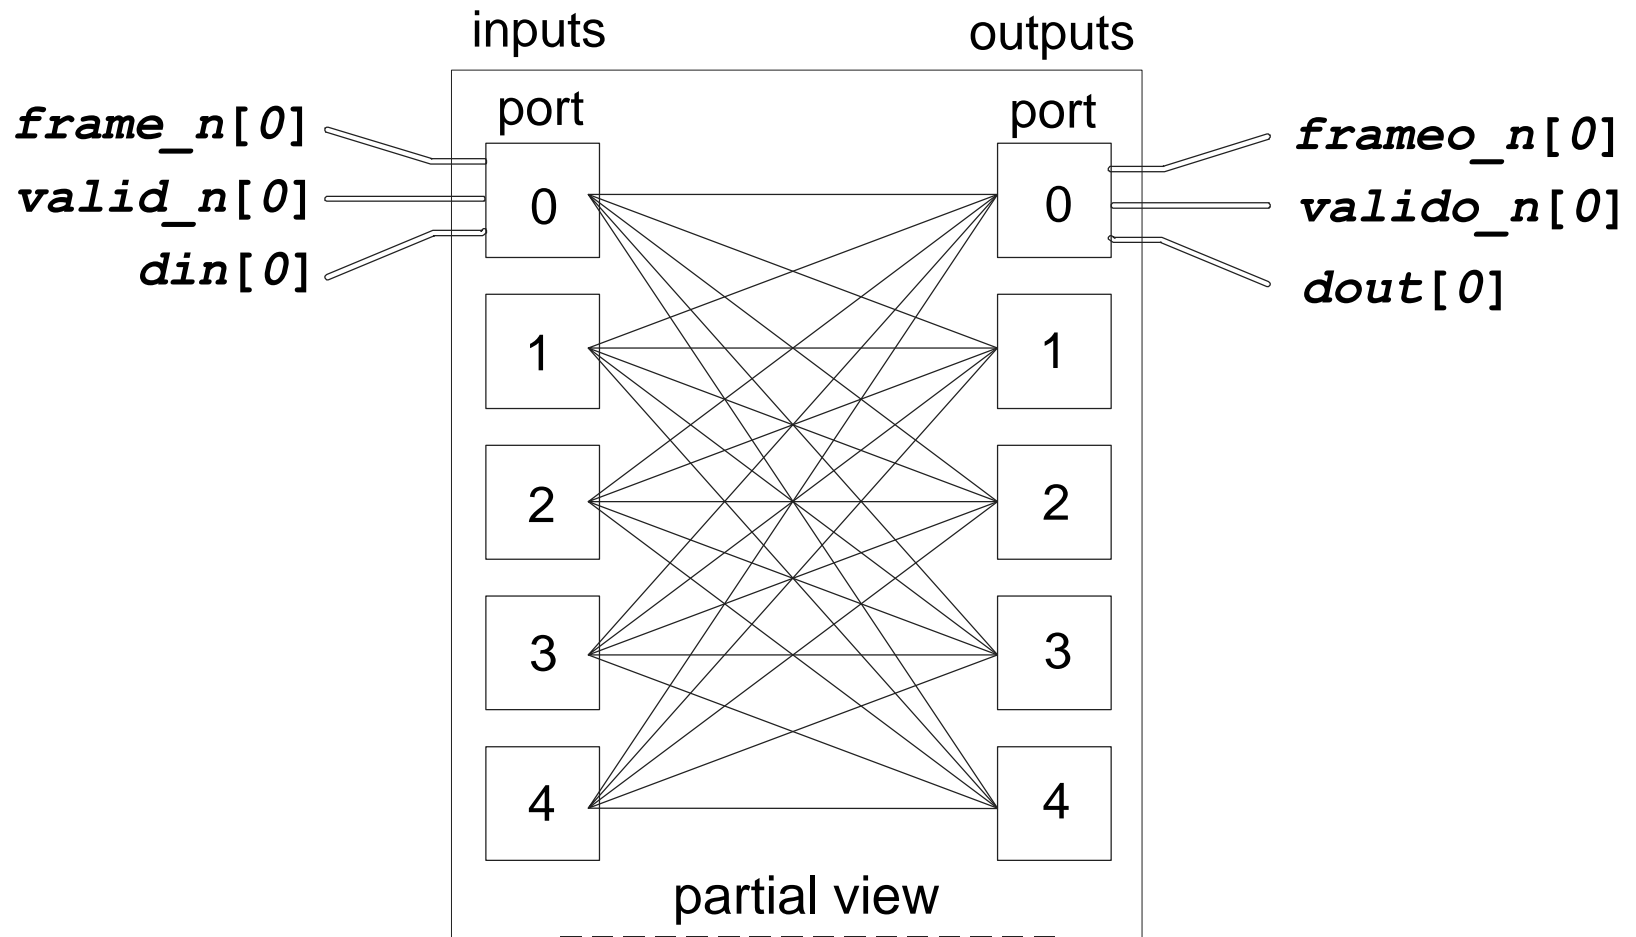 inputs
outputs
port
port
frame_n[0]
valid_n[0]
din[0]
frameo_n[0]
valido_n[0]
dout[0]
0
0
1
1
2
2
3
3
4
4
partial view